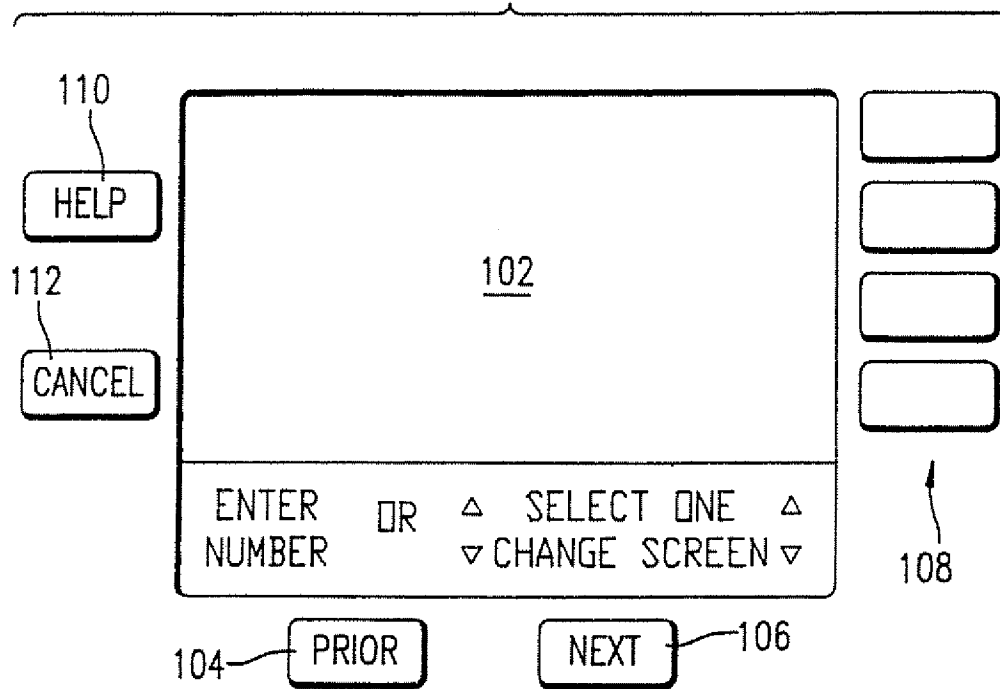 110
HELP
102
112
CANCEL
ENTER OR △ SELECT ONE △
NUMBER ▽ CHANGE SCREEN ▽
108
104 PRIOR NEXT 106